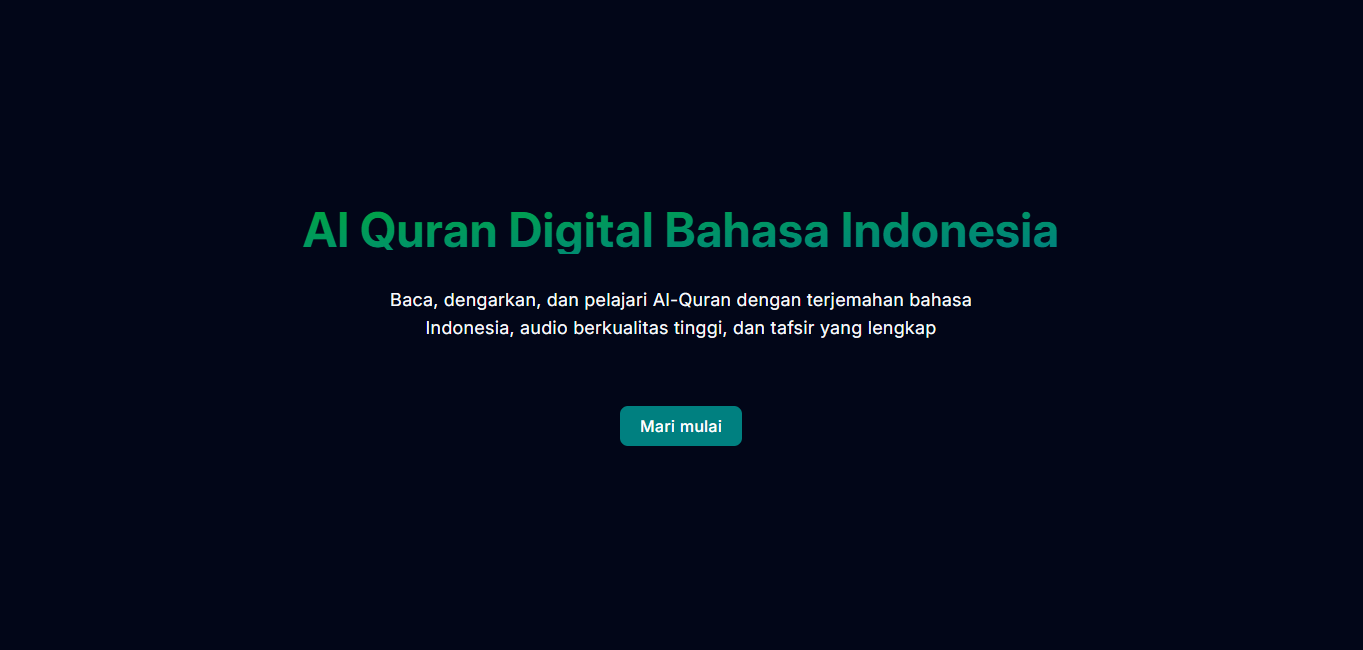 Al Quran Digital Bahasa Indonesia
Baca, dengarkan, dan pelajari Al-Quran dengan terjemahan bahasa
Indonesia, audio berkualitas tinggi, dan tafsir yang lengkap
Mari mulai